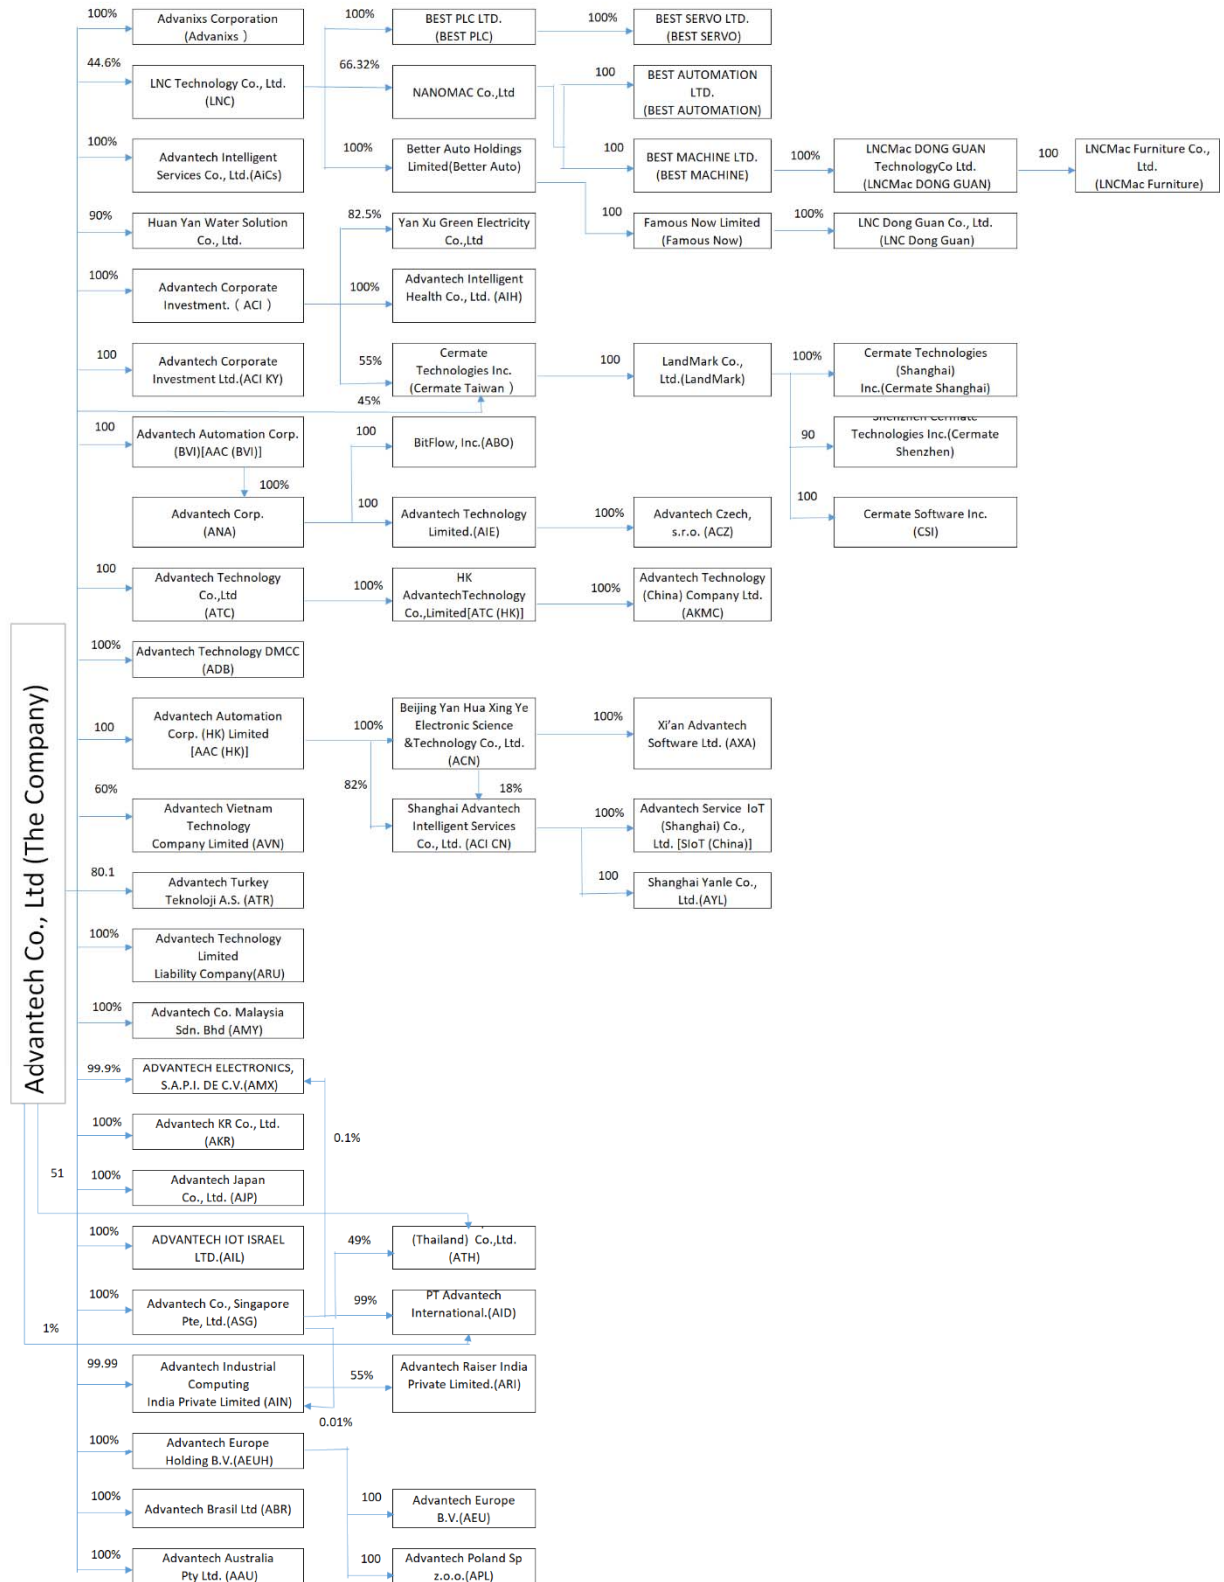 100%
Advanixs Corporation
(Advanixs )
100%
BEST PLC LTD.
(BEST PLC)
100%
BEST SERVO LTD.
(BEST SERVO)
44.6%
LNC Technology Co., Ltd.
(LNC)
66.32%
NANOMAC Co.,Ltd
100
BEST AUTOMATION
LTD.
(BEST AUTOMATION)
100%
Advantech Intelligent
Services Co., Ltd.(AiCs)
100%
Better Auto Holdings
Limited(Better Auto)
100
BEST MACHINE LTD.
(BEST MACHINE)
100%
LNCMac DONG GUAN
TechnologyCo Ltd.
(LNCMac DONG GUAN)
100
LNCMac Furniture Co.,
Ltd.
(LNCMac Furniture)
90%
Huan Yan Water Solution
Co., Ltd.
82.5%
Yan Xu Green Electricity
Co.,Ltd
100
Famous Now Limited
(Famous Now)
100%
LNC Dong Guan Co., Ltd.
(LNC Dong Guan)
100%
Advantech Corporate
Investment. ( ACI )
100%
Advantech Intelligent
Health Co., Ltd. (AIH)
100
Advantech Corporate
Investment Ltd.(ACI KY)
55%
Cermate
Technologies Inc.
(Cermate Taiwan )
45%
100
LandMark Co.,
Ltd.(LandMark)
100%
Cermate Technologies
(Shanghai)
Inc.(Cermate Shanghai)
100
Advantech Automation Corp.
(BVI)[AAC (BVI)]
100
BitFlow, Inc.(ABO)
90
Shenzhen Cermate
Technologies Inc.(Cermate
Shenzhen)
100%
Advantech Corp.
(ANA)
100
Advantech Technology
Limited.(AIE)
100%
Advantech Czech,
s.r.o. (ACZ)
100
Cermate Software Inc.
(CSI)
100
Advantech Technology
Co.,Ltd
(ATC)
100%
HK
AdvantechTechnology
Co.,Limited[ATC (HK)]
100%
Advantech Technology
(China) Company Ltd.
(AKMC)
100%
Advantech Technology DMCC
(ADB)
Advantech Co., Ltd (The Company)
100
Advantech Automation
Corp. (HK) Limited
[AAC (HK)]
100%
Beijing Yan Hua Xing Ye
Electronic Science
&Technology Co., Ltd.
(ACN)
100%
Xi'an Advantech
Software Ltd. (AXA)
60%
Advantech Vietnam
Technology
Company Limited (AVN)
82%
18%
Shanghai Advantech
Intelligent Services
Co., Ltd. (ACI CN)
100%
Advantech Service IoT
(Shanghai) Co.,
Ltd. [SIoT (China)]
80.1
Advantech Turkey
Teknoloji A.S. (ATR)
100
Shanghai Yanle Co.,
Ltd.(AYL)
100%
Advantech Technology
Limited
Liability Company(ARU)
100%
Advantech Co. Malaysia
Sdn. Bhd (AMY)
99.9%
ADVANTECH ELECTRONICS,
S.A.P.I. DE C.V.(AMX)
100%
Advantech KR Co., Ltd.
(AKR)
0.1%
51
100%
Advantech Japan
Co., Ltd. (AJP)
100%
ADVANTECH IOT ISRAEL
LTD.(AIL)
49%
(Thailand) Co.,Ltd.
(ATH)
100%
Advantech Co., Singapore
Pte, Ltd.(ASG)
99%
PT Advantech
International.(AID)
1%
99.99
Advantech Industrial
Computing
India Private Limited (AIN)
55%
Advantech Raiser India
Private Limited.(ARI)
0.01%
100%
Advantech Europe
Holding B.V.(AEUH)
100%
Advantech Brasil Ltd (ABR)
100
Advantech Europe
B.V.(AEU)
100%
Advantech Australia
Pty Ltd. (AAU)
100
Advantech Poland Sp
z.o.o.(APL)